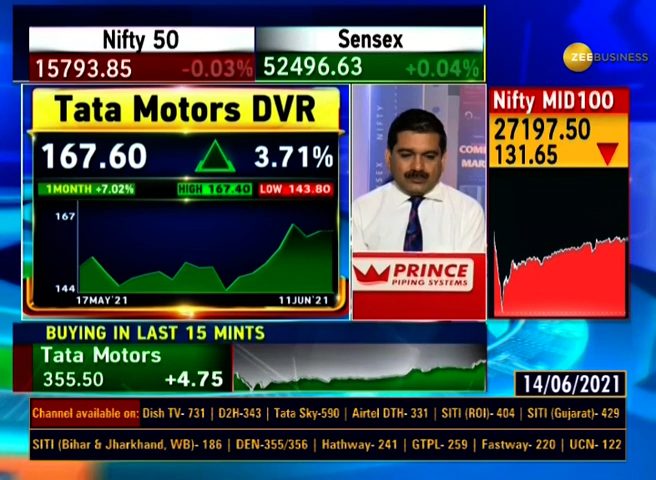 Nifty 50
Sensex
15793.85 -0.03%
52496.63 +0.04%
ZEEBUSINESS
Tata Motors DVR
167.60 3.71%
1MONTH +7.02% HIGH 167.40 LOW 143.80
167
144
17MAY'21 11JUN'21
NIFTY
COM
MAR
PRINCE
PIPING SYSTEMS
Nifty MID100
27197.50
131.65
BUYING IN LAST 15 MINTS
Tata Motors
355.50 +4.75
14/06/2021
Channel available on: Dish TV- 731 | D2H-343 | Tata Sky-590 | Airtel DTH- 331 | SITI (ROI)- 404 | SITI (Gujarat)- 429
SITI (Bihar & Jharkhand, WB)- 186 | DEN-355/356 | Hathway- 241 | GTPL- 259 | Fastway- 220 | UCN- 122